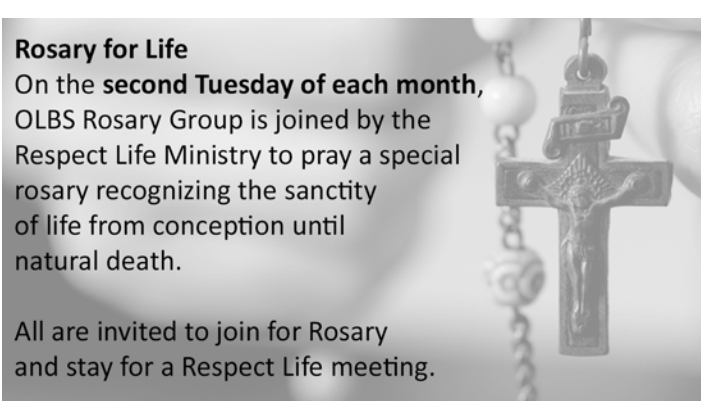 Rosary for Life
On the second Tuesday of each month,
OLBS Rosary Group is joined by the
Respect Life Ministry to pray a special
rosary recognizing the sanctity
of life from conception until
natural death.
All are invited to join for Rosary
and stay for a Respect Life meeting.